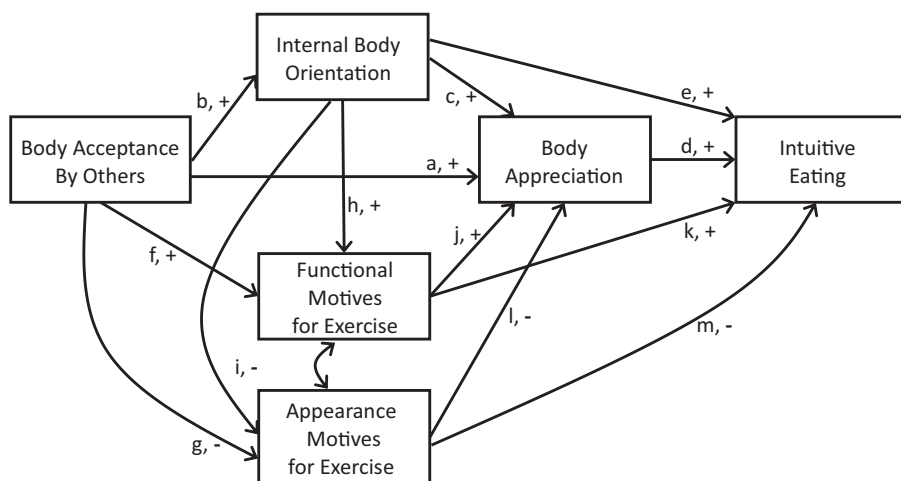 Internal Body
Orientation
b, +
c, +
e, +
Body Acceptance
By Others
a, +
Body
Appreciation
d, +
Intuitive
Eating
h, +
f, +
j, +
k, +
Functional
Motives
for Exercise
l, -
m, -
i, -
g, -
Appearance
Motives
for Exercise